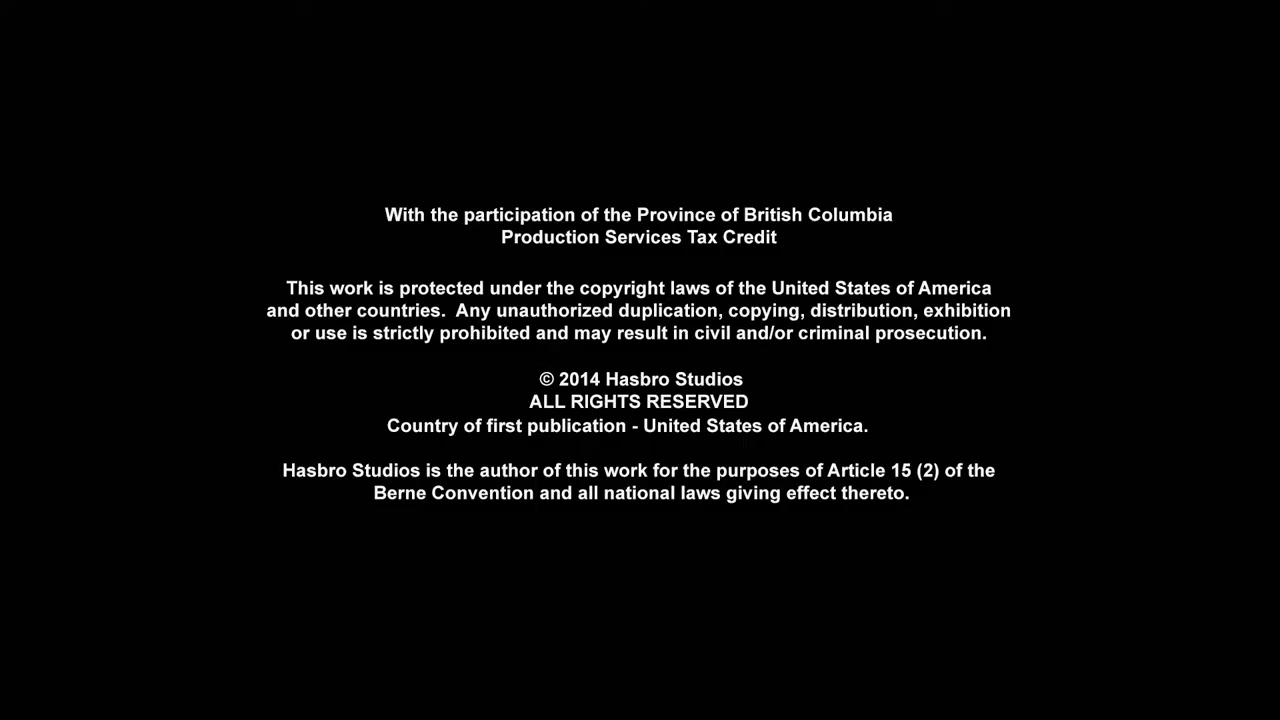 With the participation of the Province of British Columbia
Production Services Tax Credit
This work is protected under the copyright laws of the United States of America
and other countries.  Any unauthorized duplication, copying, distribution, exhibition
or use is strictly prohibited and may result in civil and/or criminal prosecution.
© 2014 Hasbro Studios
ALL RIGHTS RESERVED
Country of first publication - United States of America.
Hasbro Studios is the author of this work for the purposes of Article 15 (2) of the
Berne Convention and all national laws giving effect thereto.